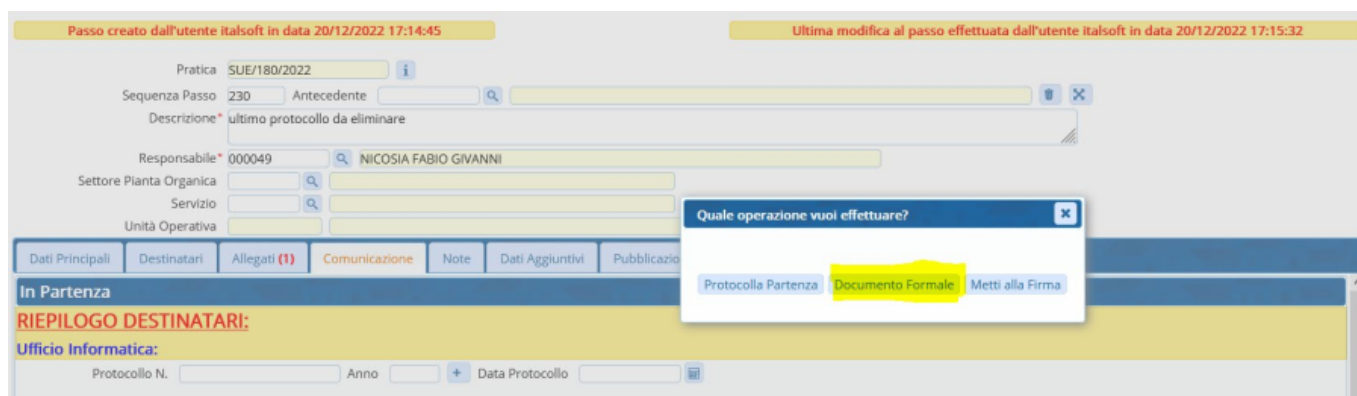 Passo creato dall'utente italsoft in data 20/12/2022 17:14:45
Ultima modifica al passo effettuata dall'utente italsoft in data 20/12/2022 17:15:32
Pratica SUE/180/2022 i
Sequenza Passo 230 Antecedente
Descrizione* ultimo protocollo da eliminare
Responsabile* 000049 NICOSIA FABIO GIVANNI
Settore Pianta Organica
Servizio
Unità Operativa
Quale operazione vuoi effettuare?
Protocolla Partenza Documento Formale Metti alla Firma
Dati Principali Destinatari Allegati (1) Comunicazione Note Dati Aggiuntivi Pubblicazio
In Partenza
RIEPILOGO DESTINATARI:
Ufficio Informatica:
Protocollo N. Anno + Data Protocollo